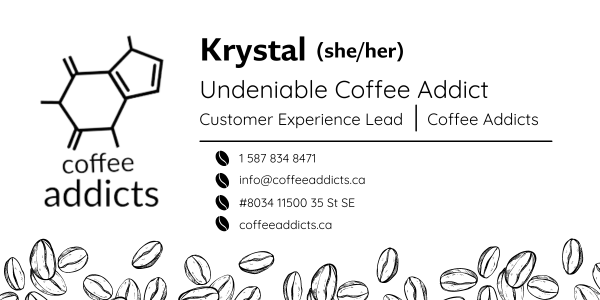 coffee
addicts
Krystal (she/her)
Undeniable Coffee Addict
Customer Experience Lead | Coffee Addicts
1 587 834 8471
info@coffeeaddicts.ca
#8034 11500 35 St SE
coffeeaddicts.ca